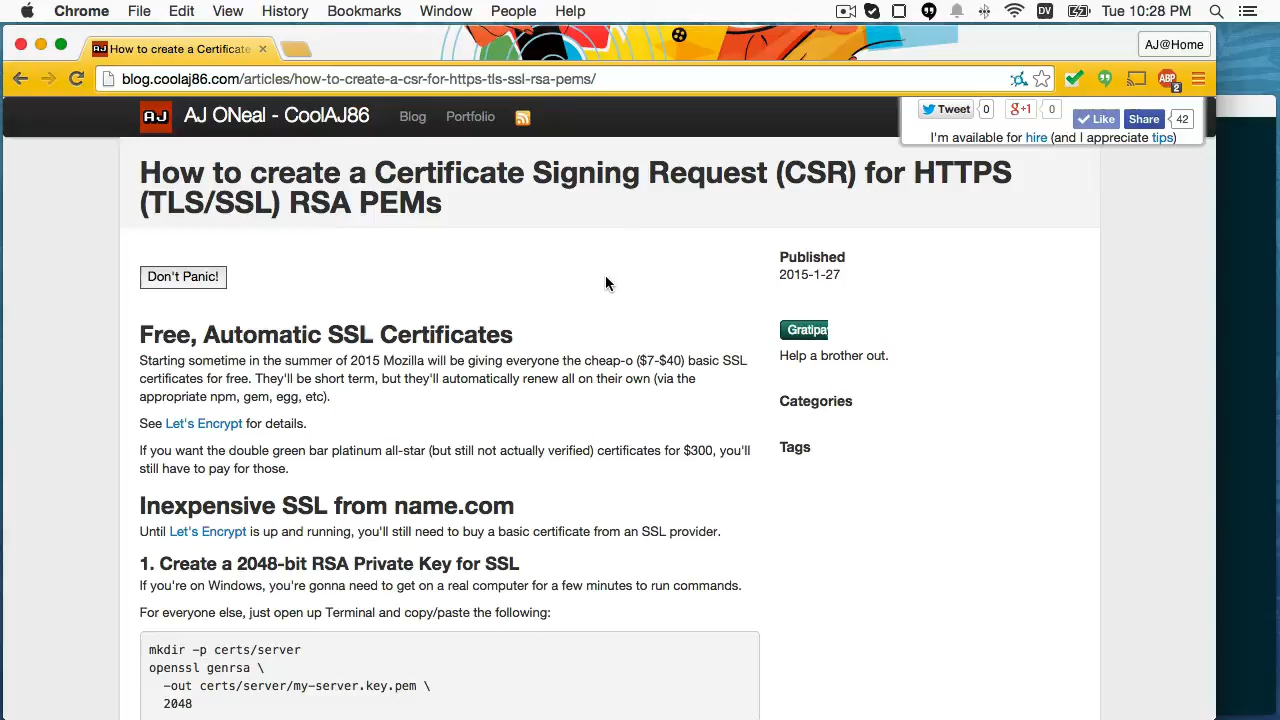 Chrome File Edit View History Bookmarks Window People Help DV Tue 10:28 PM
AJ How to create a Certificate × AJ@Home
blog.coolaj86.com/articles/how-to-create-a-csr-for-https-tls-ssl-rsa-pems/ ABP 2
AJ AJ ONeal - CoolAJ86 Blog Portfolio
Tweet 0 g+1 0 Like Share 42
I'm available for hire (and I appreciate tips)
How to create a Certificate Signing Request (CSR) for HTTPS
(TLS/SSL) RSA PEMs
Don't Panic!
Free, Automatic SSL Certificates
Starting sometime in the summer of 2015 Mozilla will be giving everyone the cheap-o ($7-$40) basic SSL
certificates for free. They'll be short term, but they'll automatically renew all on their own (via the
appropriate npm, gem, egg, etc).
See Let's Encrypt for details.
If you want the double green bar platinum all-star (but still not actually verified) certificates for $300, you'll
still have to pay for those.
Inexpensive SSL from name.com
Until Let's Encrypt is up and running, you'll still need to buy a basic certificate from an SSL provider.
1. Create a 2048-bit RSA Private Key for SSL
If you're on Windows, you're gonna need to get on a real computer for a few minutes to run commands.
For everyone else, just open up Terminal and copy/paste the following:
mkdir -p certs/server
openssl genrsa \
-out certs/server/my-server.key.pem \
2048
Published
2015-1-27
Gratipa
Help a brother out.
Categories
Tags